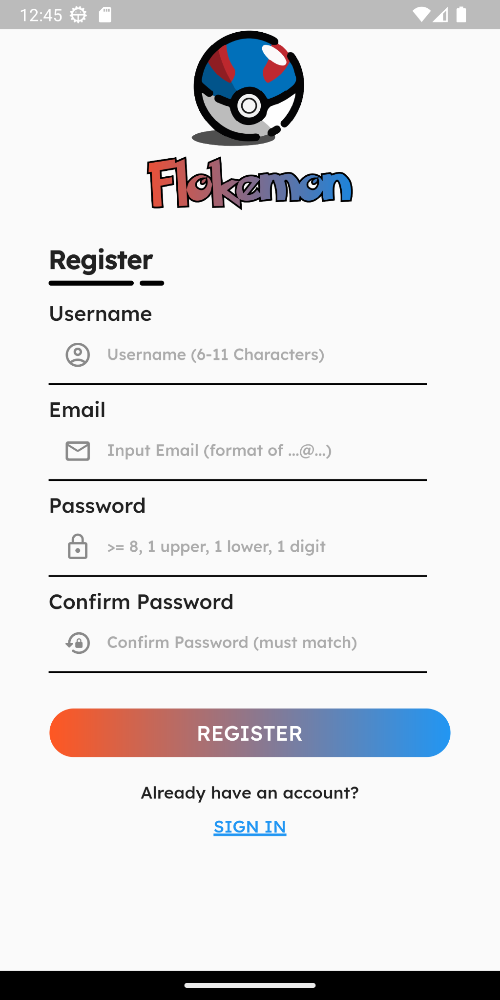 12:45
Flokemon
Register
Username
Username (6-11 Characters)
Email
Input Email (format of ...@...)
Password
>= 8, 1 upper, 1 lower, 1 digit
Confirm Password
Confirm Password (must match)
REGISTER
Already have an account?
SIGN IN